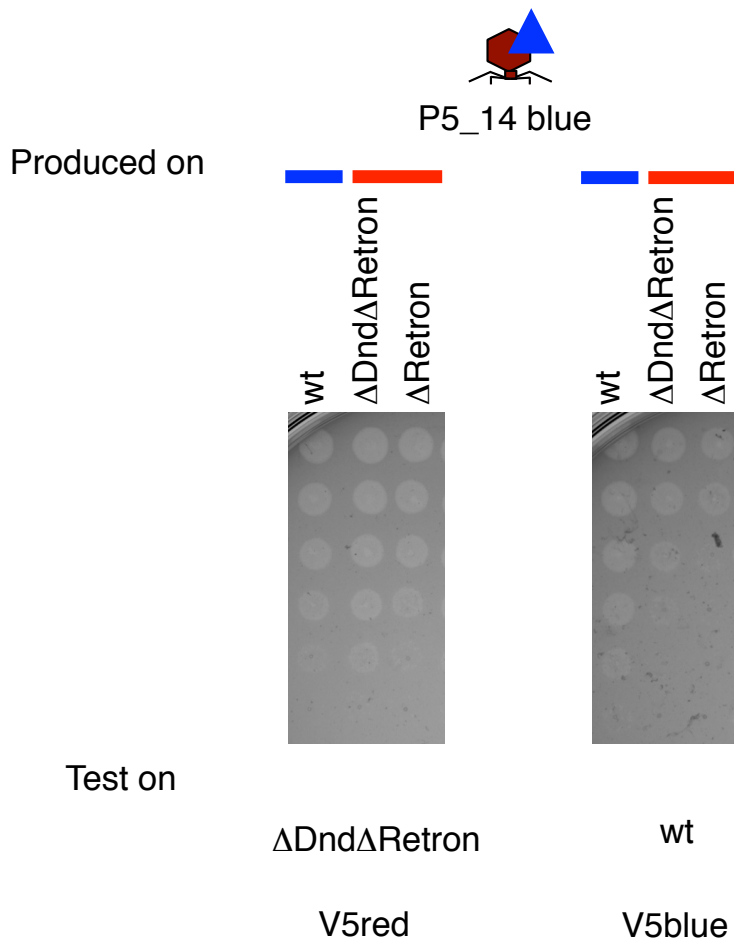 P5_14 blue
Produced on
wt
ΔDndΔRetron
ΔRetron
wt
ΔDndΔRetron
ΔRetron
Test on
ΔDndΔRetron
wt
V5red
V5blue